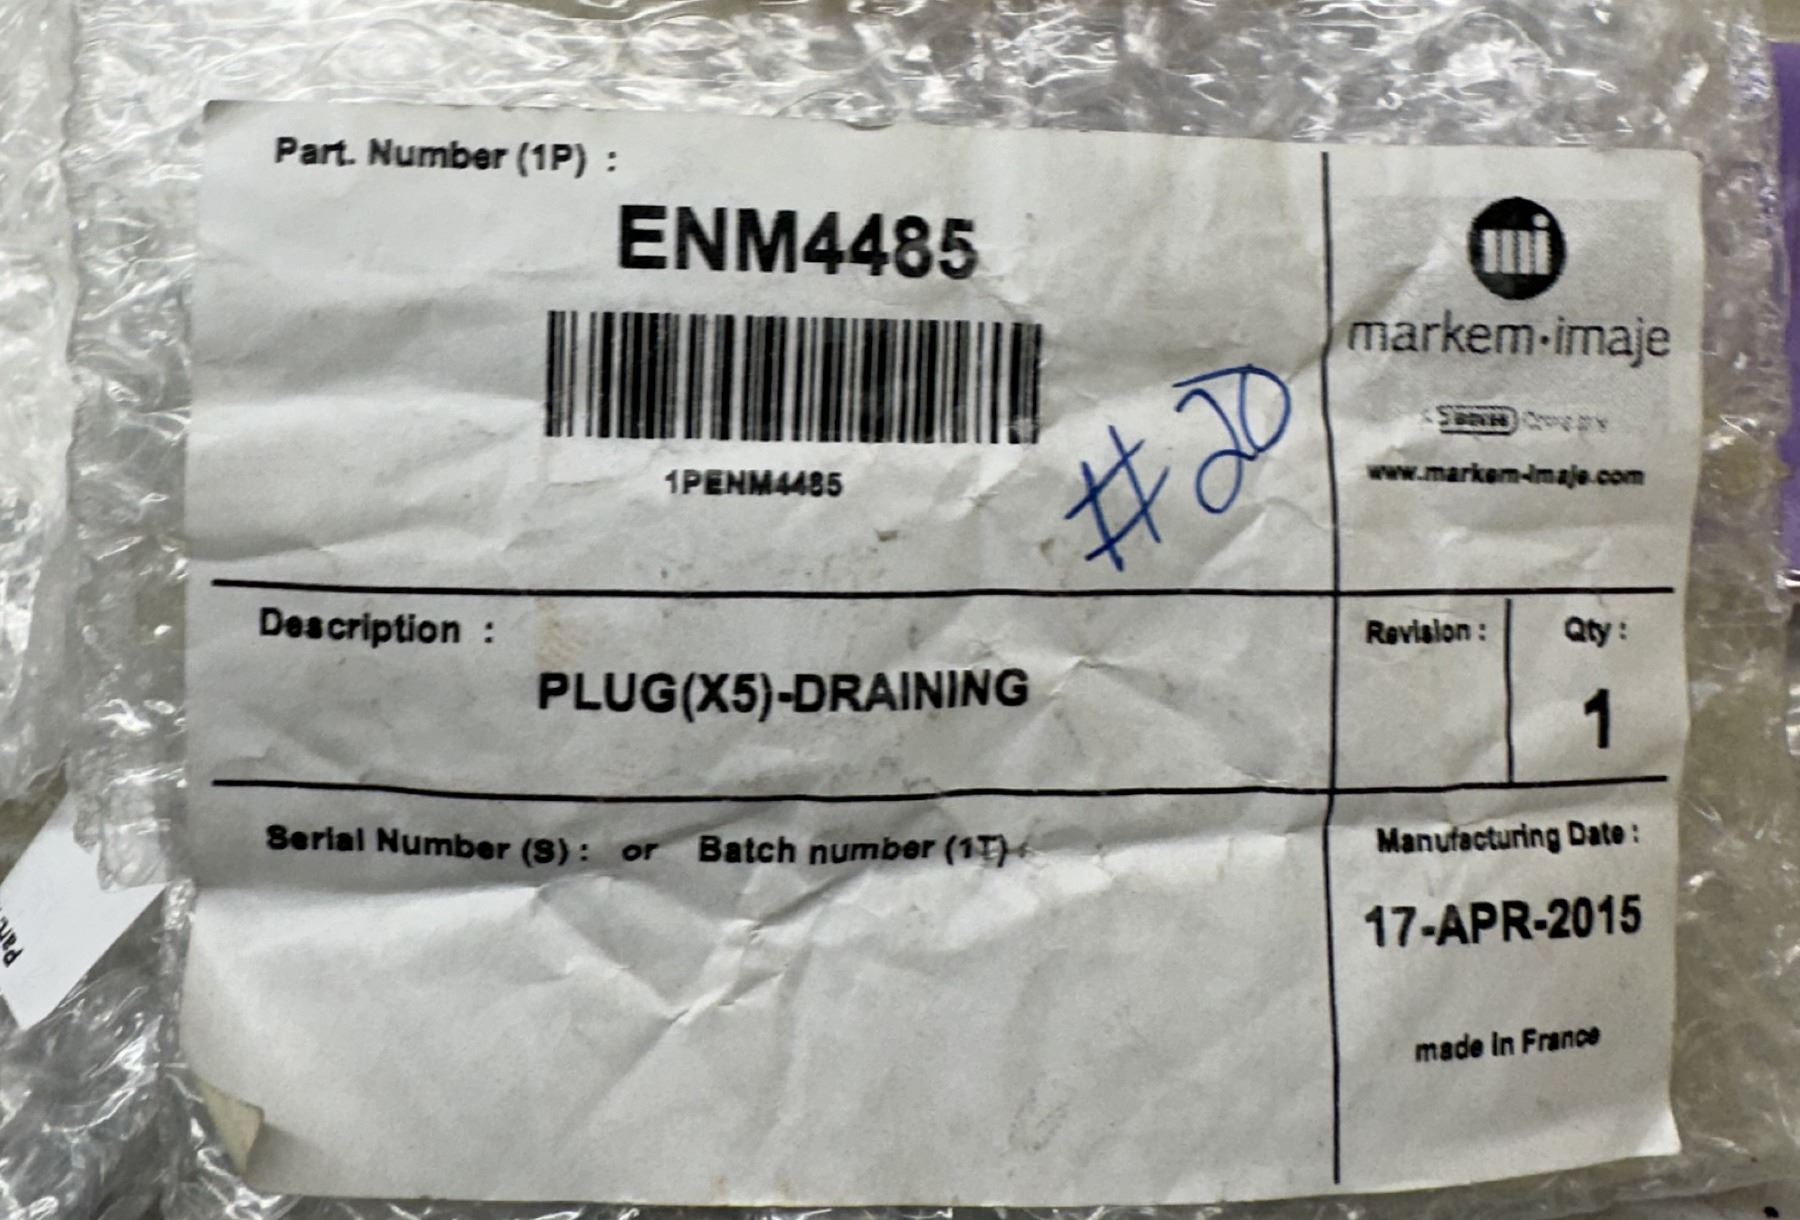 Part. Number (1P) :
ENM4485
1PENM4485
#20
markem·imaje
www.markem-imaje.com
Description :
PLUG(X5)-DRAINING
Revision :
Qty :
1
Serial Number (S) : or Batch number (1T) :
Manufacturing Date :
17-APR-2015
made in France